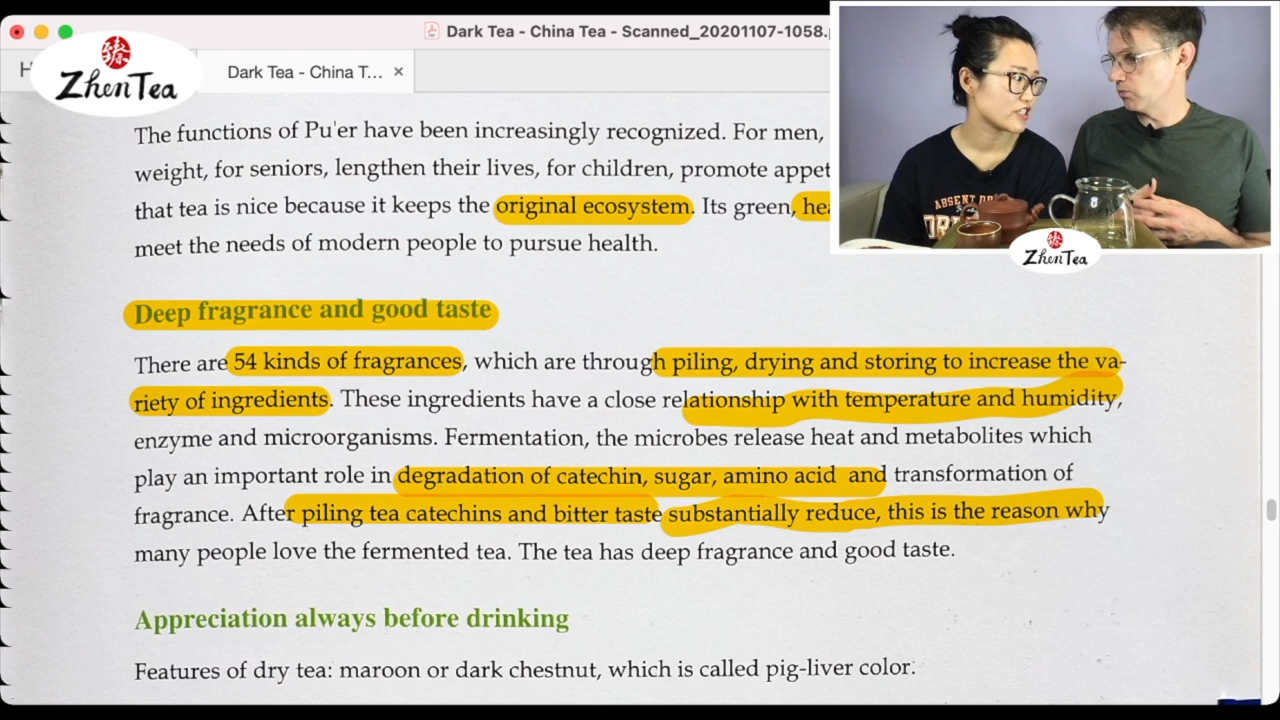 Dark Tea - China Tea - Scanned_20201107-1058.
臻
Zhen Tea
H
Dark Tea - China T... ×
The functions of Pu'er have been increasingly recognized. For men,
weight, for seniors, lengthen their lives, for children, promote appet
that tea is nice because it keeps the original ecosystem. Its green, hea
meet the needs of modern people to pursue health.
ABSENT
臻
Zhen Tea
Deep fragrance and good taste
There are 54 kinds of fragrances, which are through piling, drying and storing to increase the va-
riety of ingredients. These ingredients have a close relationship with temperature and humidity,
enzyme and microorganisms. Fermentation, the microbes release heat and metabolites which
play an important role in degradation of catechin, sugar, amino acid and transformation of
fragrance. After piling tea catechins and bitter taste substantially reduce, this is the reason why
many people love the fermented tea. The tea has deep fragrance and good taste.
Appreciation always before drinking
Features of dry tea: maroon or dark chestnut, which is called pig-liver color.